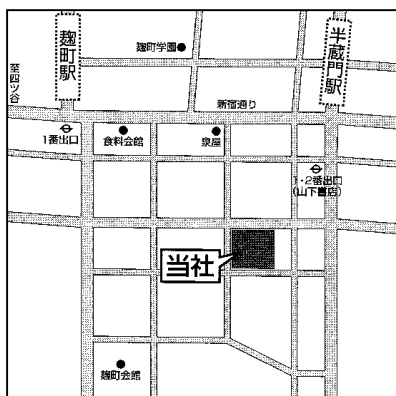 麹町駅
麹町学園
半蔵門駅
至四ツ谷
新宿通り
1番出口
食料会館
泉屋
1・2番出口
(山下書店)
当社
麹町会館